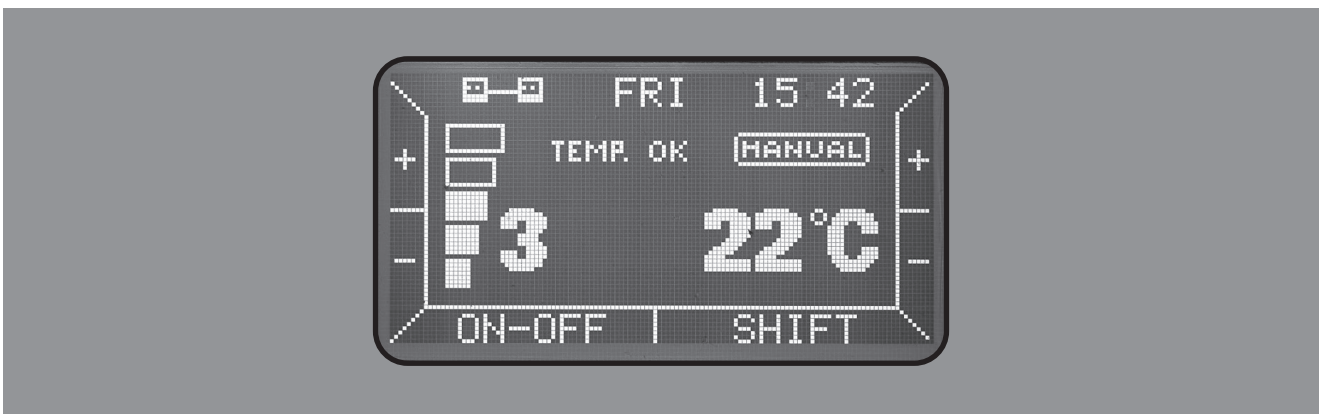 FRI 15:42
+ TEMP. OK MANUAL +
3 22°C
- -
ON-OFF SHIFT